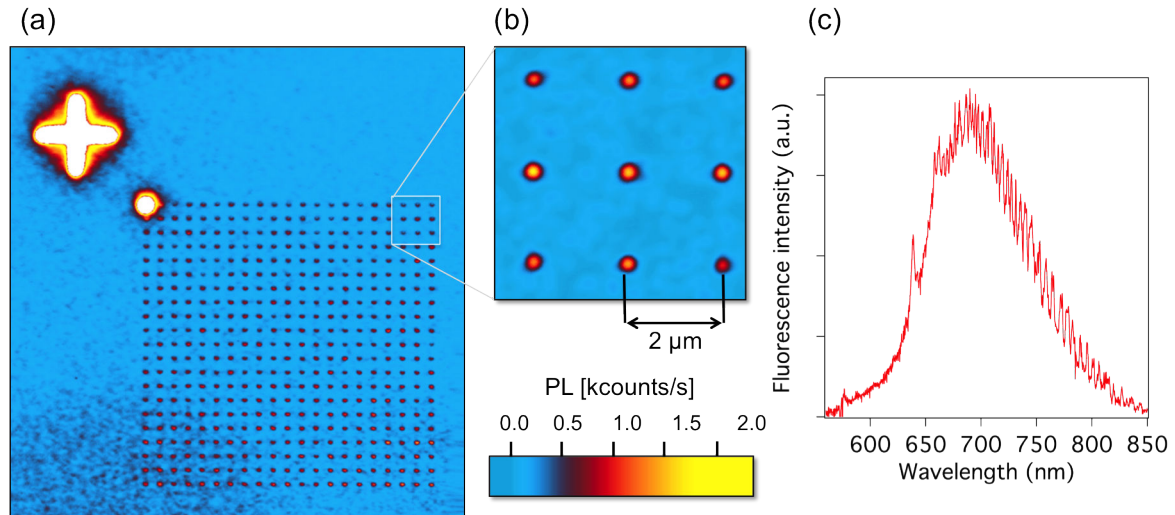 (a)
(b)
(c)
2 µm
PL [kcounts/s]
0.0 0.5 1.0 1.5 2.0
Fluorescence intensity (a.u.)
600 650 700 750 800 850
Wavelength (nm)